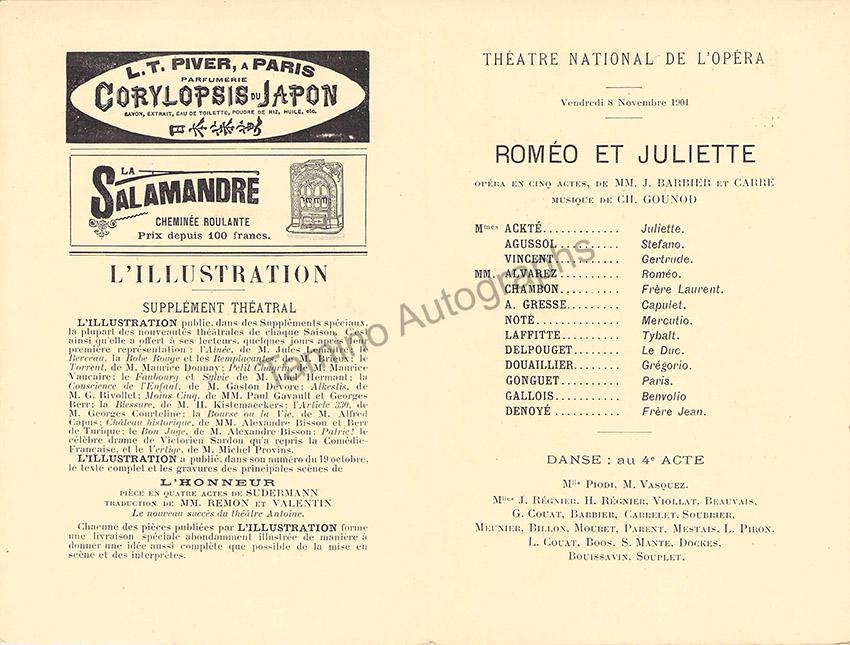 L.T. PIVER, A PARIS
PARFUMERIE
CORYLOPSIS DU JAPON
SAVON, EXTRAIT, EAU DE TOILETTE, POUDRE DE RIZ, HUILE, etc.
LA
SALAMANDRE
CHEMINÉE ROULANTE
Prix depuis 100 francs.
L'ILLUSTRATION
SUPPLÉMENT THÉATRAL
L'ILLUSTRATION publie, dans des Suppléments spéciaux,
la plupart des nouveautés théâtrales de chaque Saison. C'est
ainsi qu'elle a offert à ses lecteurs, quelques jours après leur
première représentation : l'Aînée, de M. Jules Lemaître; le
Berceau, la Robe Rouge et les Remplaçantes, de M. Brieux; le
Torrent, de M. Maurice Donnay; Petit de M. Maurice
Vaucaire; le Faubourg et Sylvie de M. Abel Hermant; la
Conscience de l'Enfant, de M. Gaston Devore; Alkestis, de
M. G. Rivollet; Moins Cinq, de MM. Paul Gavault et Georges
Berr; la Blessure, de M. H. Kistemaeckers; l'Article 330, de
M. Georges Courteline; la Bourse ou la Vie, de M. Alfred
Capus; Château historique, de MM. Alexandre Bisson et Berr
de Turique; le Bon Juge, de M. Alexandre Bisson; Patrie! le
célèbre drame de Victorien Sardou qu'a repris la Comédie-
Française, et le Vertige, de M. Michel Provins.
L'ILLUSTRATION a publié, dans son numéro du 19 octobre,
le texte complet et les gravures des principales scènes de
L'HONNEUR
PIÈCE EN QUATRE ACTES DE SUDERMANN
TRADUCTION DE MM. REMON ET VALENTIN
Le nouveau succès du théâtre Antoine.
Chacune des pièces publiées par L'ILLUSTRATION forme
une livraison spéciale abondamment illustrée de manière à
donner une idée aussi complète que possible de la mise en
scène et des interprètes.
THÉATRE NATIONAL DE L'OPÉRA
Vendredi 8 Novembre 1901
ROMÉO ET JULIETTE
OPÉRA EN CINQ ACTES, DE MM. J. BARBIER ET CARRÉ
MUSIQUE DE CH. GOUNOD
Mmes ACKTÉ.............. Juliette.
AGUSSOL.......... Stefano.
VINCENT........... Gertrude.
MM. ALVAREZ........... Roméo.
CHAMBON.......... Frère Laurent.
A. GRESSE......... Capulet.
NOTÉ.............. Mercutio.
LAFFITTE.......... Tybalt.
DELPOUGET........ Le Duc.
DOUAILLIER........ Grégorio.
GONGUET.......... Paris.
GALLOIS........... Benvolio
DENOYÉ........... Frère Jean.
DANSE : au 4e ACTE
Mlle PIODI, M. VASQUEZ.
Mlles J. RÉGNIER, H. RÉGNIER, VIOLLAT, BEAUVAIS,
G. COUAT, BARBIER, CARRELET, SOUBRIER,
MEUNIER, BILLON, MOURET, PARENT, MESTAIS, L. PIRON,
L. COUAT, BOOS, S. MANTE, DOCKES,
BOUISSAVIN, SOUPLET.
Tamino Autographs